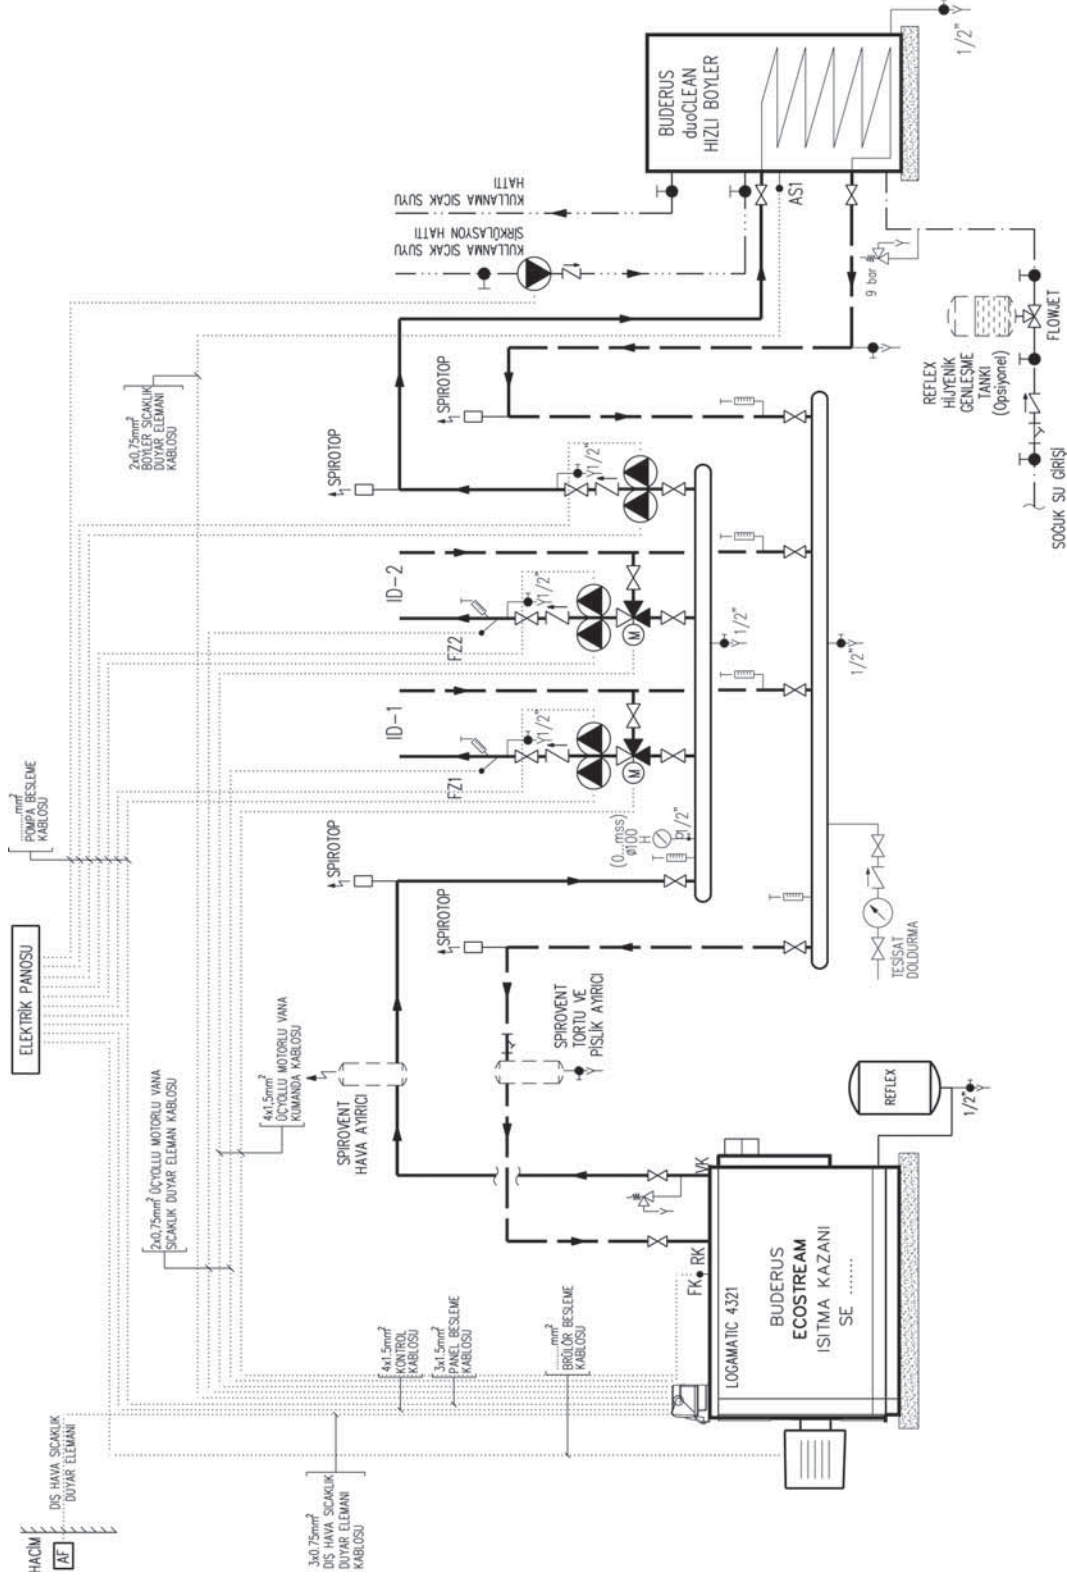 HACİM
AF
DIŞ HAVA SICAKLIK
DUYAR ELEMANI
3x0.75mm²
DIŞ HAVA SICAKLIK
DUYAR ELEMANI
KABLOSU
ELEKTRİK PANOSU
........mm²
POMPA BESLEME
KABLOSU
2x0,75mm² ÜÇYOLLU MOTORLU VANA
SICAKLIK DUYAR ELEMAN KABLOSU
4x1,5mm²
ÜÇYOLLU MOTORLU VANA
KUMANDA KABLOSU
2x0,75mm²
BOYLER SICAKLIK
DUYAR ELEMANI
KABLOSU
4x1.5mm²
KONTROL
KABLOSU
3x1.5mm²
PANEL BESLEME
KABLOSU
........mm²
BRÜLÖR BESLEME
KABLOSU
SPIROVENT
HAVA AYIRICI
SPIROVENT
TORTU VE
PİSLİK AYIRICI
SPIROTOP
SPIROTOP
SPIROTOP
SPIROTOP
ID-1
ID-2
FZ1
FZ2
T
T
M
M
1/2"
1/2"
1/2"
(0...mss)
ø100
H
T
1/2"
1/2"
1/2"
T
T
T
T
TESİSAT
DOLDURMA
KULLANMA SICAK SUYU
SİRKÜLASYON HATTI
KULLANMA SICAK SUYU
HATTI
BUDERUS
duoCLEAN
HIZLI BOYLER
AS1
1/2"
9 bar
REFLEX
HİJYENİK
GENLEŞME
TANKI
(Opsiyonel)
FLOWJET
SOĞUK SU GİRİŞİ
FK
RK
VK
LOGAMATIC 4321
BUDERUS
ECOSTREAM
ISITMA KAZANI
SE ........
REFLEX
1/2"